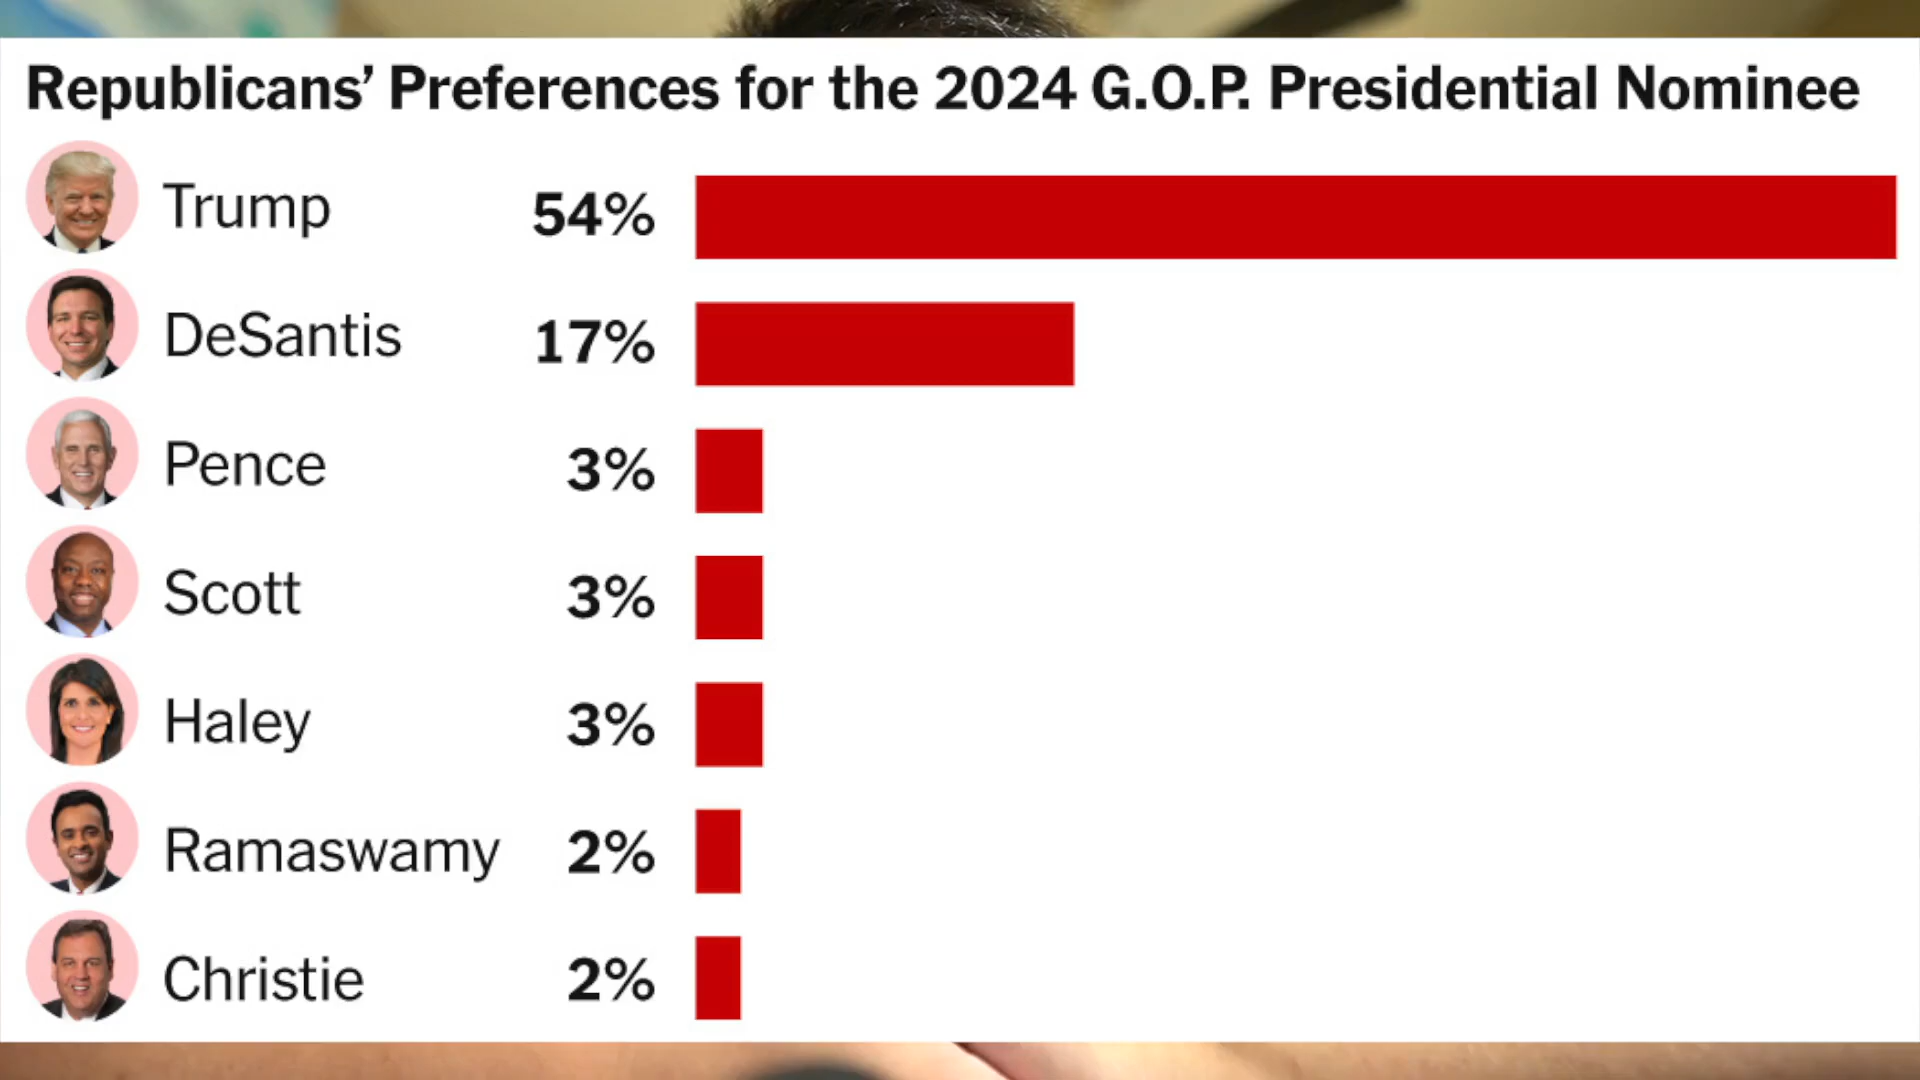 Republicans’ Preferences for the 2024 G.O.P. Presidential Nominee
Trump 54%
DeSantis 17%
Pence 3%
Scott 3%
Haley 3%
Ramaswamy 2%
Christie 2%